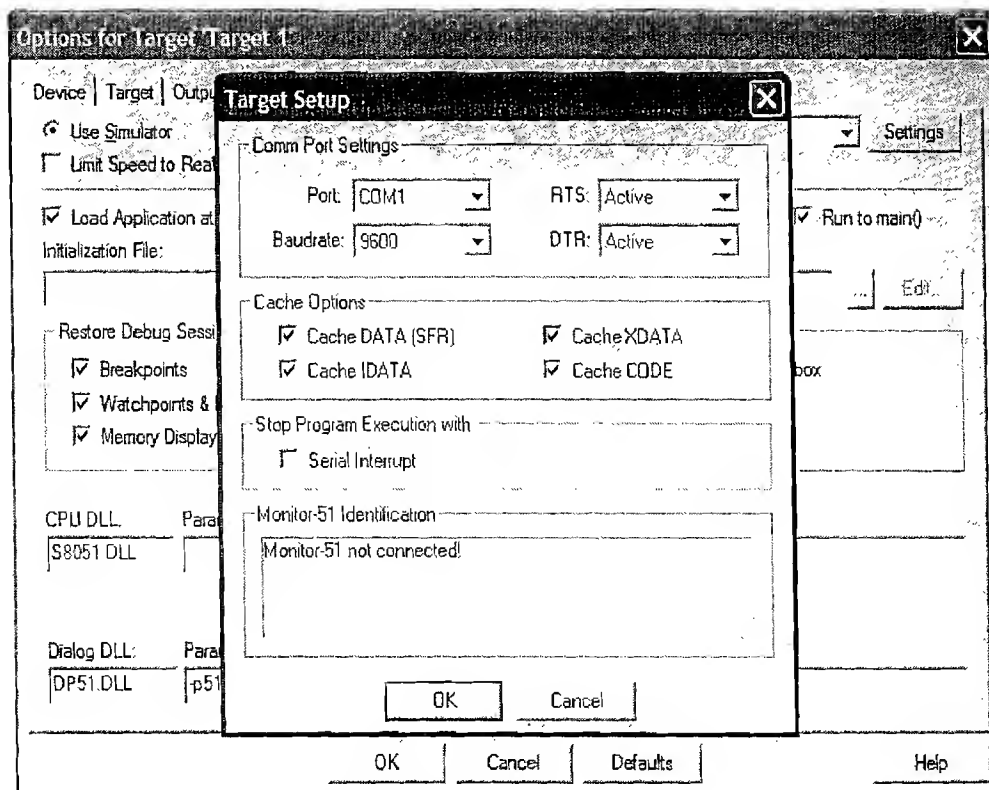 Options for Target 'Target 1'
Device | Target | Outpu
Use Simulator
Limit Speed to Real
Settings
Load Application at
Run to main()
Initialization File:
... Edit...
Restore Debug Sessi
Breakpoints
Watchpoints &
Memory Display
box
CPU DLL: Para
S8051.DLL
Dialog DLL: Para
DP51.DLL -p51
OK Cancel Defaults Help
Target Setup
Comm Port Settings
Port: COM1 RTS: Active
Baudrate: 9600 DTR: Active
Cache Options
Cache DATA (SFR) Cache XDATA
Cache IDATA Cache CODE
Stop Program Execution with
Serial Interrupt
Monitor-51 Identification
Monitor-51 not connected!
OK Cancel